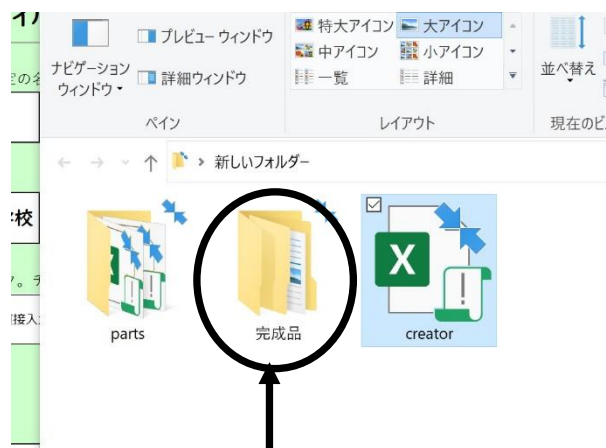 プレビュー ウィンドウ
詳細ウィンドウ
ナビゲーション
ウィンドウ
ペイン
特大アイコン
大アイコン
中アイコン
小アイコン
一覧
詳細
レイアウト
並べ替え
現在のビ
新しいフォルダー
校
接入
parts
完成品
creator